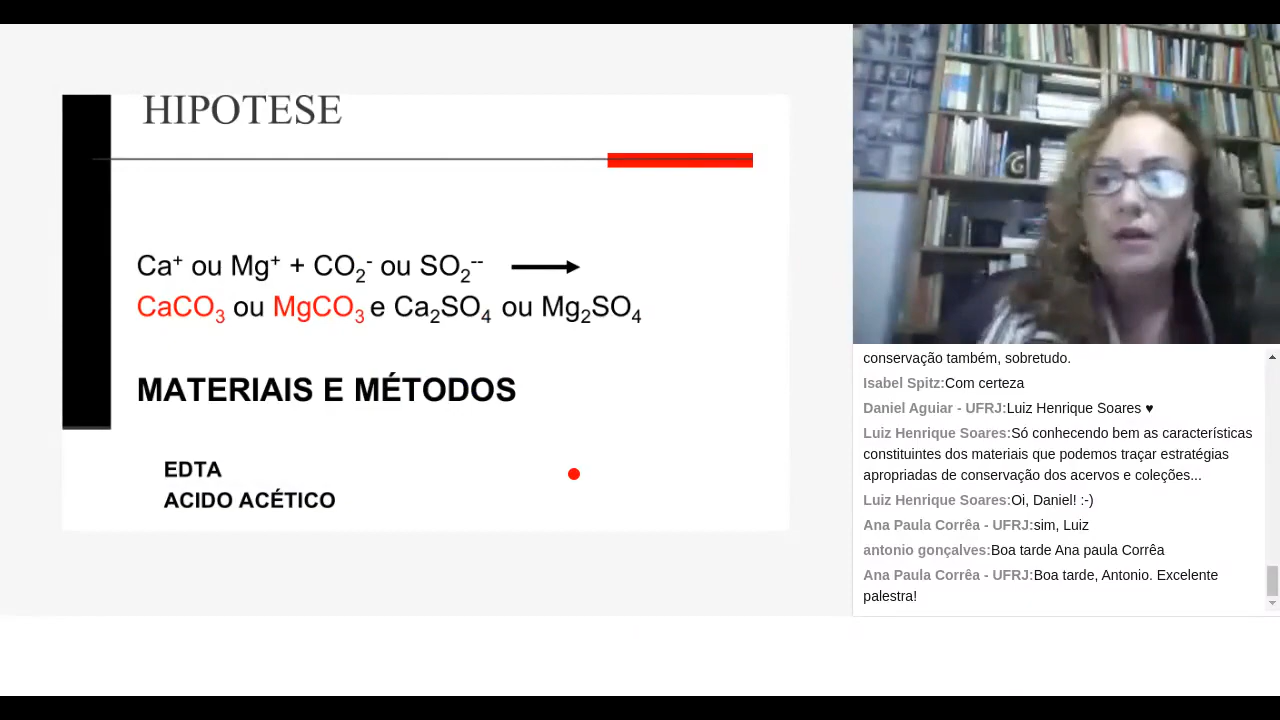 HIPOTESE
Ca⁺ ou Mg⁺ + CO₂⁻ ou SO₂⁻⁻ →
CaCO₃ ou MgCO₃ e Ca₂SO₄ ou Mg₂SO₄
MATERIAIS E MÉTODOS
EDTA
ACIDO ACÉTICO
conservação também, sobretudo.
Isabel Spitz:Com certeza
Daniel Aguiar - UFRJ:Luiz Henrique Soares ♥
Luiz Henrique Soares:Só conhecendo bem as características
constituintes dos materiais que podemos traçar estratégias
apropriadas de conservação dos acervos e coleções...
Luiz Henrique Soares:Oi, Daniel! :-)
Ana Paula Corrêa - UFRJ:sim, Luiz
antonio gonçalves:Boa tarde Ana paula Corrêa
Ana Paula Corrêa - UFRJ:Boa tarde, Antonio. Excelente
palestra!